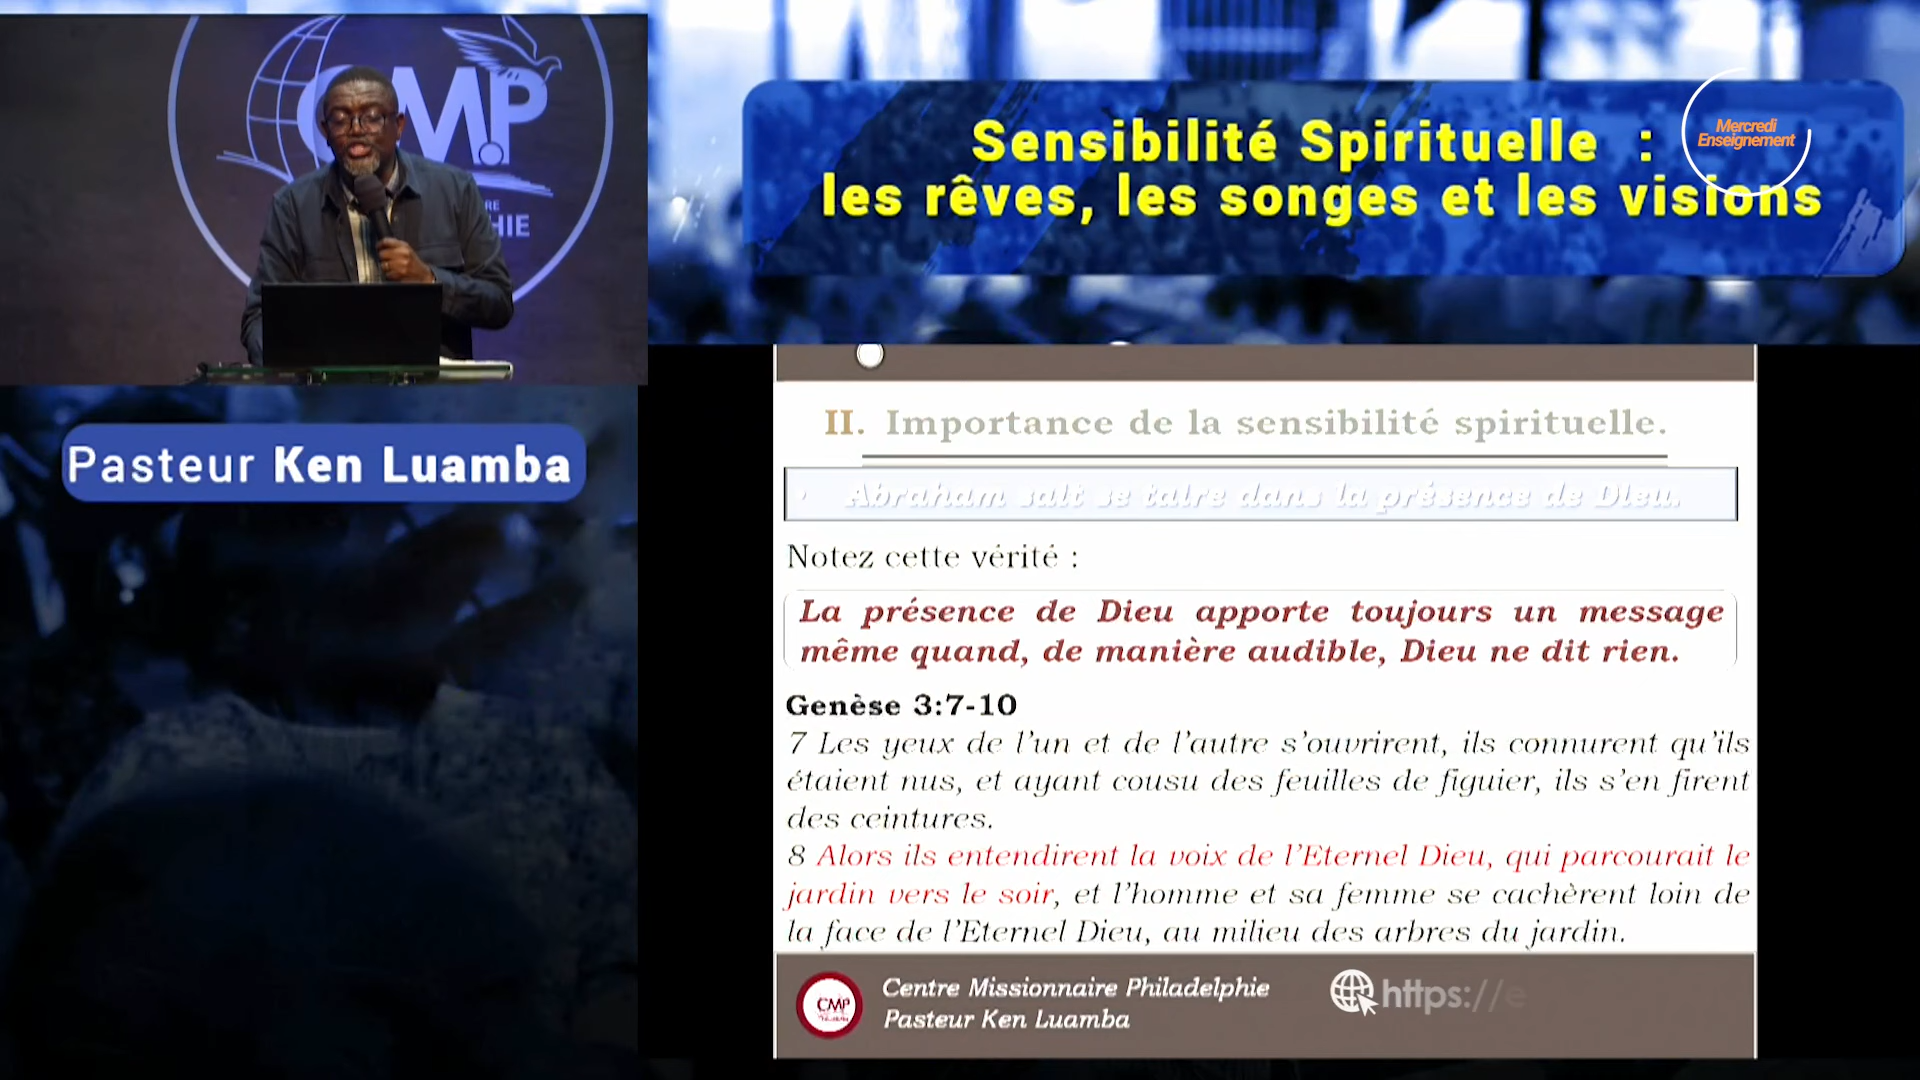 CMP
RE
HIE
Sensibilité Spirituelle :
les rêves, les songes et les visions
Mercredi
Enseignement
Pasteur Ken Luamba
II. Importance de la sensibilité spirituelle.
• Abraham sait se taire dans la présence de Dieu.
Notez cette vérité :
La présence de Dieu apporte toujours un message
même quand, de manière audible, Dieu ne dit rien.
Genèse 3:7-10
7 Les yeux de l’un et de l’autre s’ouvrirent, ils connurent qu’ils
étaient nus, et ayant cousu des feuilles de figuier, ils s’en firent
des ceintures.
8 Alors ils entendirent la voix de l’Eternel Dieu, qui parcourait le
jardin vers le soir, et l’homme et sa femme se cachèrent loin de
la face de l’Eternel Dieu, au milieu des arbres du jardin.
CMP
Centre Missionnaire Philadelphie
Pasteur Ken Luamba
https://e